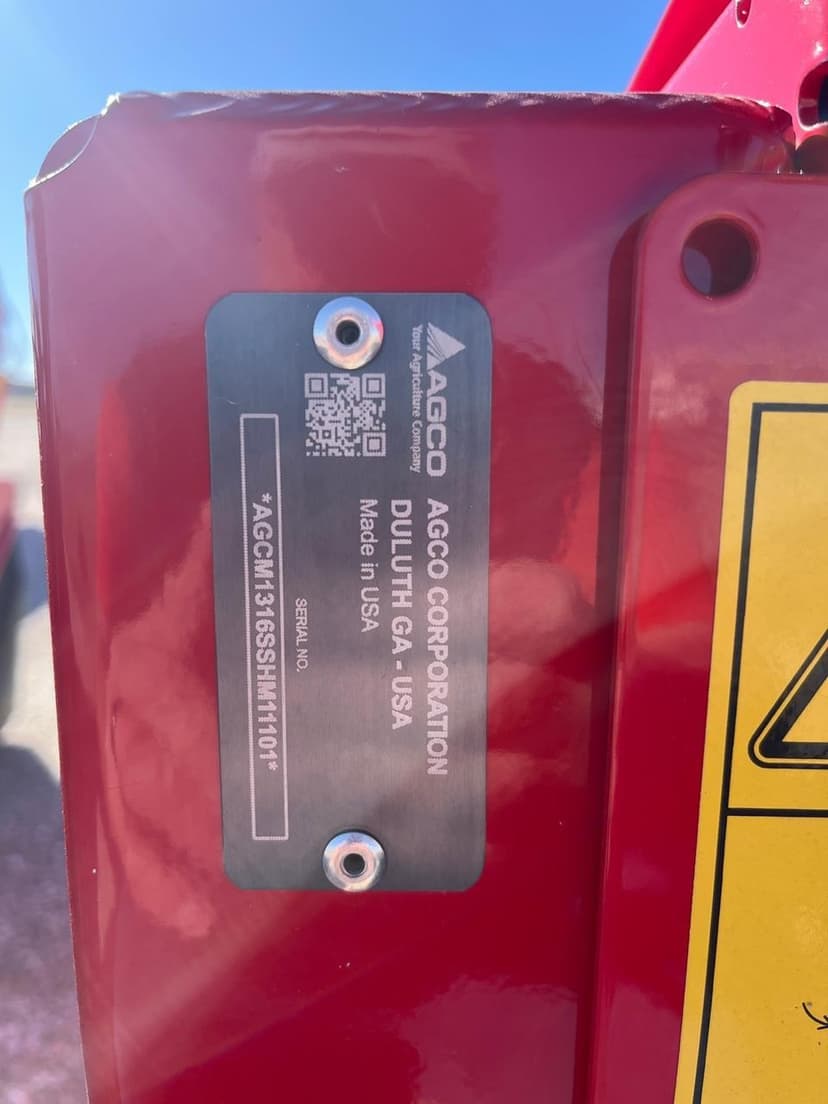 AGCO
Your Agriculture Company
AGCO CORPORATION
DULUTH GA - USA
Made in USA
SERIAL NO.
*AGCM1316SSHM11101*